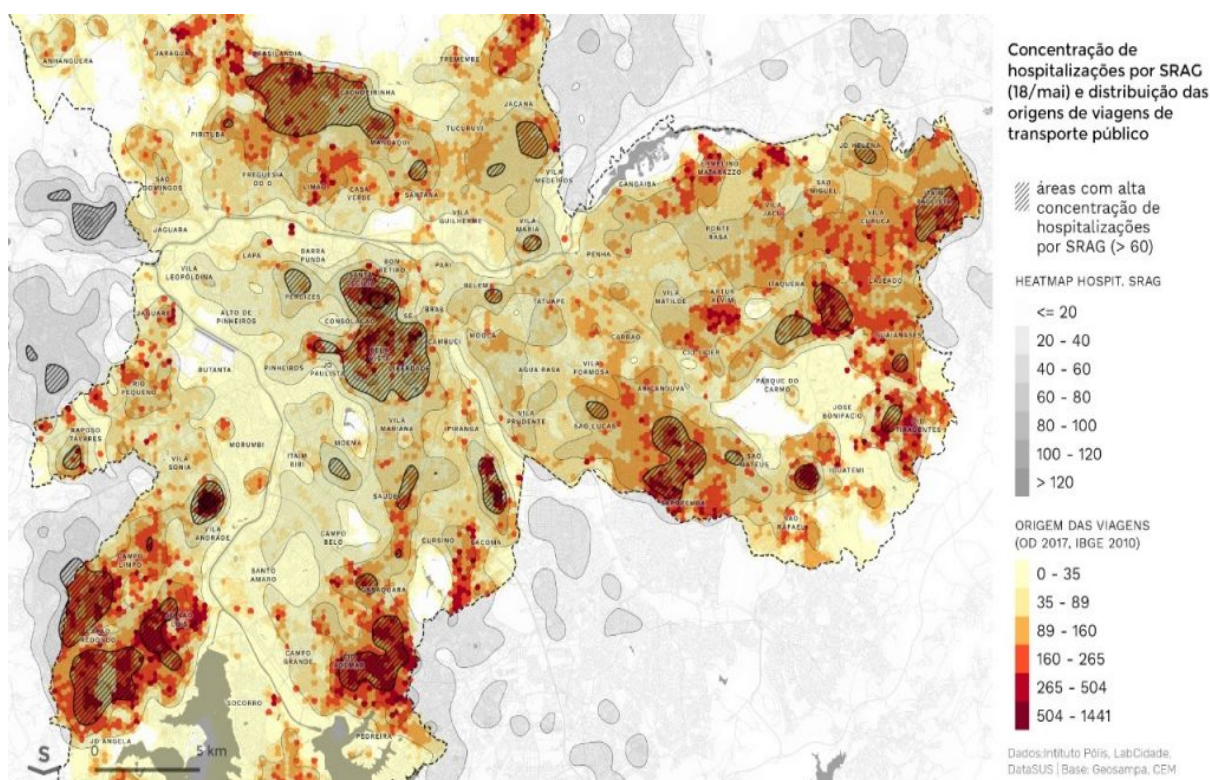 Concentração de
hospitalizações por SRAG
(18/mai) e distribuição das
origens de viagens de
transporte público
áreas com alta
concentração de
hospitalizações
por SRAG (> 60)
HEATMAP HOSPIT. SRAG
<= 20
20 - 40
40 - 60
60 - 80
80 - 100
100 - 120
> 120
ORIGEM DAS VIAGENS
(OD 2017, IBGE 2010)
0 - 35
35 - 89
89 - 160
160 - 265
265 - 504
504 - 1441
Dados:Intituto Pólis, LabCidade,
DataSUS | Base: Geosampa, CEM
ANHANGUERA
JARAGUA
BRASILANDIA
TREMEMBE
CACHOEIRINHA
JAÇANA
PIRITUBA
MANDAQUI
TUCURUVI
SAO
DOMINGOS
FREGUESIA
DO O
LIMAO
CASA
VERDE
SANTANA
VILA
MEDEIROS
CANGAIBA
ERMELINO
MATARAZZO
JD HELENA
SAO
MIGUEL
ITAIM
PAULISTA
JAGUARA
VILA
GUILHERME
VILA
MARIA
VILA
JACUI
VILA
CURUCA
PONTE
RASA
PENHA
VILA
LEOPOLDINA
LAPA
BARRA
FUNDA
BOM
RETIRO
PARI
SANTA
CECILIA
PERDIZES
BELEM
TATUAPE
VILA
MATILDE
ARTUR
ALVIM
ITAQUERA
LAJEADO
JAGUARE
ALTO DE
PINHEIROS
CONSOLACAO
SE
BRAS
MOOCA
CARRAO
CID LIDER
GUAIANASES
BUTANTA
PINHEIROS
JD
PAULISTA
BELA
VISTA
LIBERDADE
CAMBUCI
AGUA RASA
VILA
FORMOSA
ARICANDUVA
PARQUE DO
CARMO
JOSE
BONIFACIO
CID
TIRADENTES
RIO
PEQUENO
RAPOSO
TAVARES
MORUMBI
ITAIM
BIBI
MOEMA
VILA
MARIANA
IPIRANGA
VILA
PRUDENTE
SAO LUCAS
SAO
MATEUS
IGUATEMI
VILA
SONIA
SAUDE
SAPOPEMBA
SAO
RAFAEL
VILA
ANDRADE
CAMPO
BELO
CURSINO
SACOMA
CAMPO
LIMPO
SANTO
AMARO
JABAQUARA
CAPAO
REDONDO
JD SAO
LUIS
CAMPO
GRANDE
CID
ADEMAR
SOCORRO
PEDREIRA
JD ANGELA
S
0
5 km